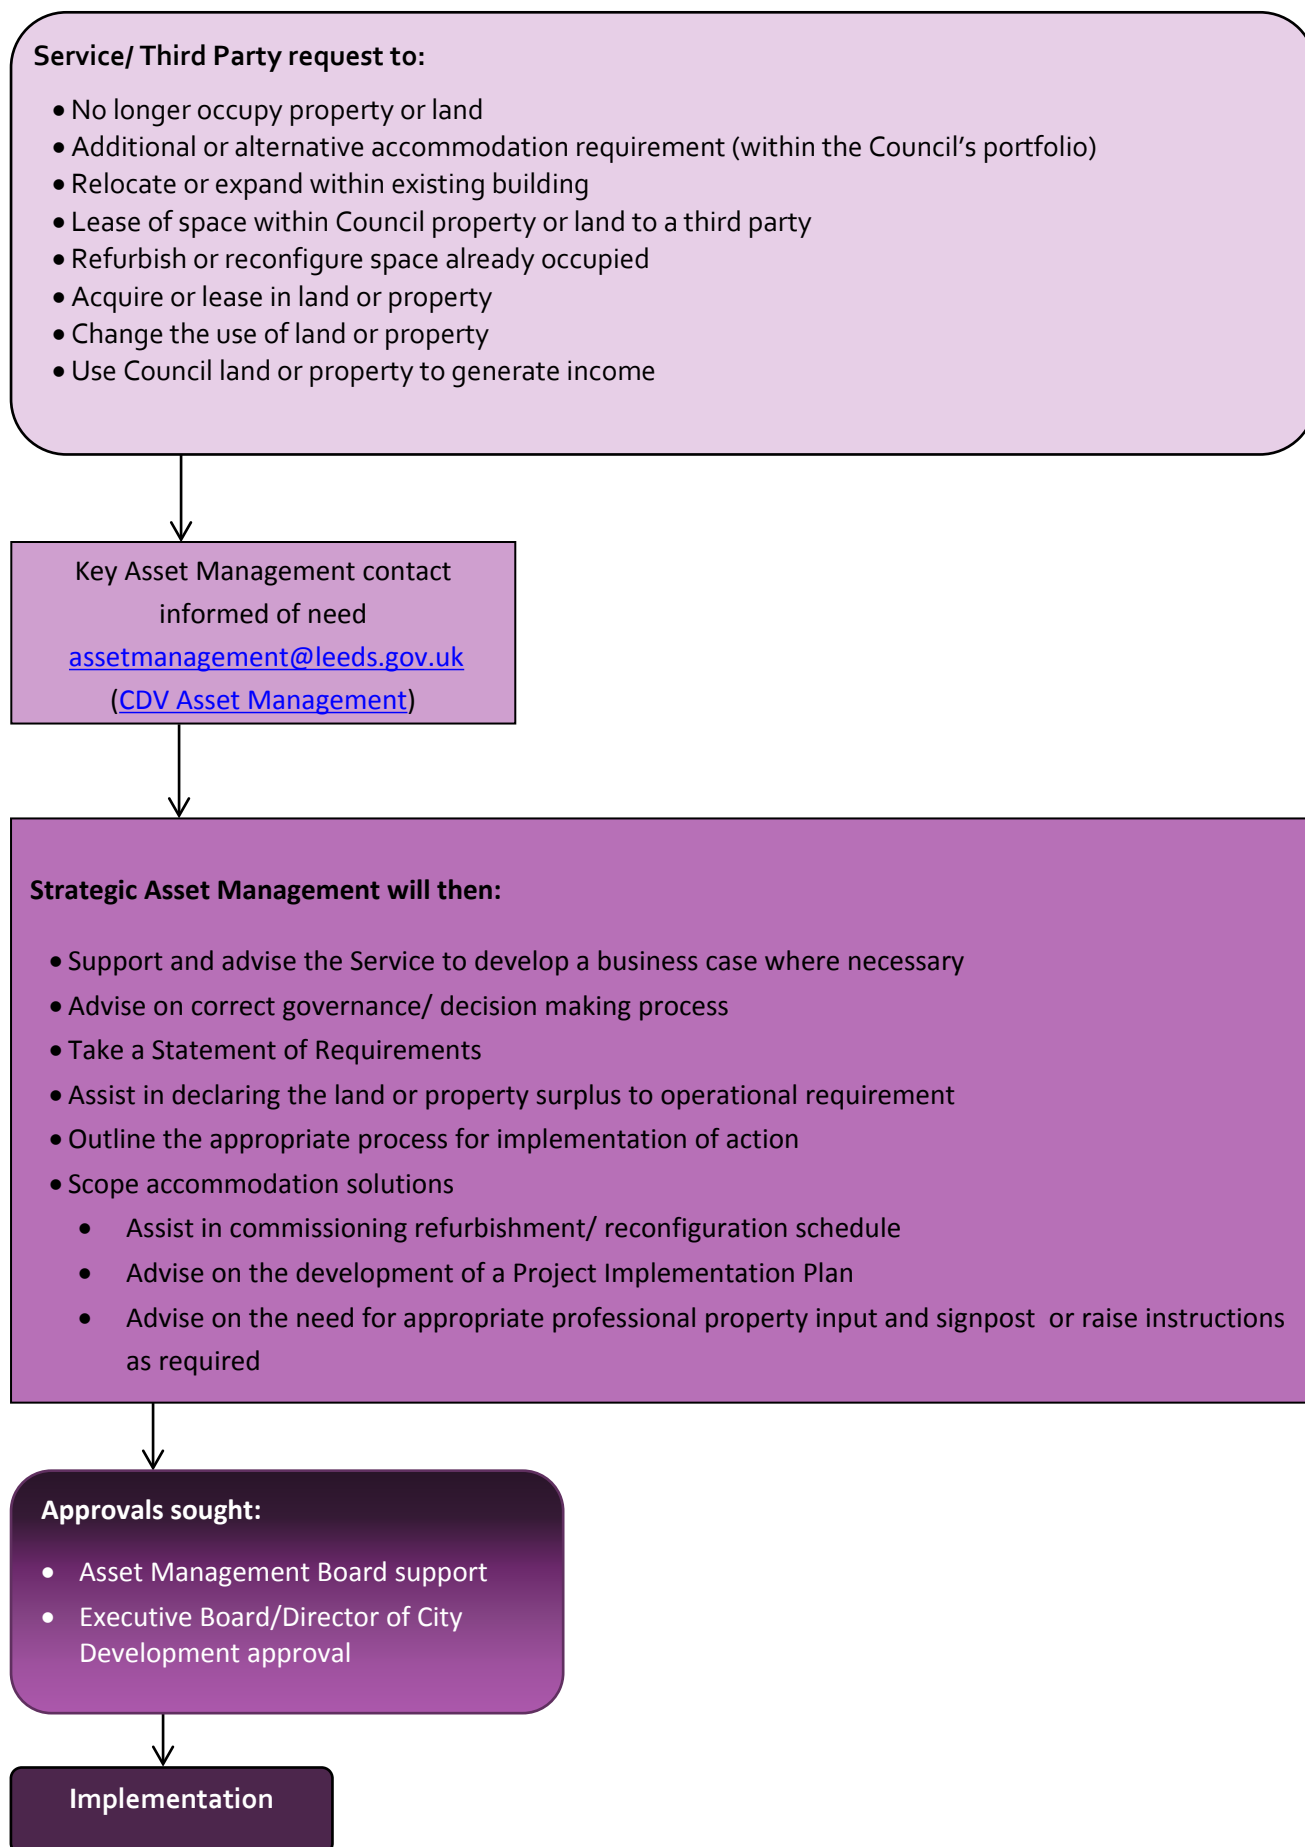 Service/ Third Party request to:
• No longer occupy property or land
• Additional or alternative accommodation requirement (within the Council's portfolio)
• Relocate or expand within existing building
• Lease of space within Council property or land to a third party
• Refurbish or reconfigure space already occupied
• Acquire or lease in land or property
• Change the use of land or property
• Use Council land or property to generate income
Key Asset Management contact
informed of need
assetmanagement@leeds.gov.uk
(CDV Asset Management)
Strategic Asset Management will then:
• Support and advise the Service to develop a business case where necessary
• Advise on correct governance/ decision making process
• Take a Statement of Requirements
• Assist in declaring the land or property surplus to operational requirement
• Outline the appropriate process for implementation of action
• Scope accommodation solutions
• Assist in commissioning refurbishment/ reconfiguration schedule
• Advise on the development of a Project Implementation Plan
• Advise on the need for appropriate professional property input and signpost  or raise instructions
as required
Approvals sought:
• Asset Management Board support
• Executive Board/Director of City
Development approval
Implementation